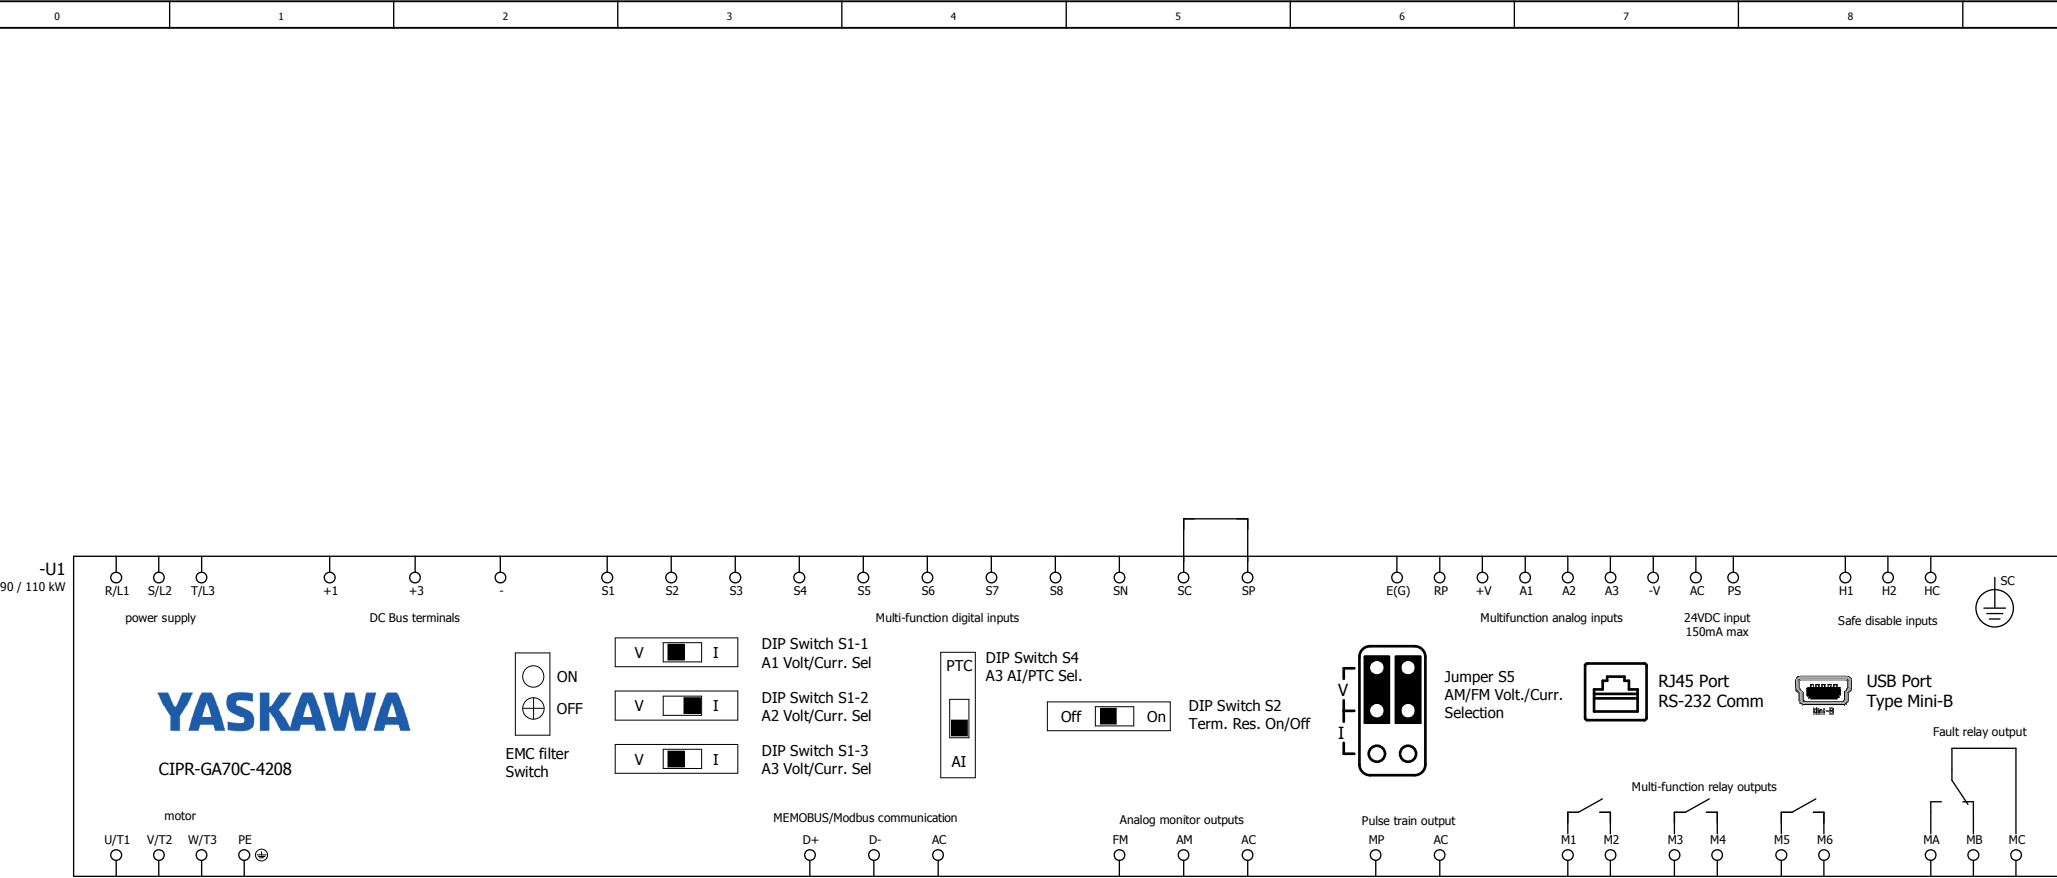 0 1 2 3 4 5 6 7 8
-U1
90 / 110 kW
R/L1 S/L2 T/L3 +1 +3 - S1 S2 S3 S4 S5 S6 S7 S8 SN SC SP E(G) RP +V A1 A2 A3 -V AC PS H1 H2 HC SC
power supply DC Bus terminals Multi-function digital inputs Multifunction analog inputs 24VDC input Safe disable inputs
150mA max
V I DIP Switch S1-1
A1 Volt/Curr. Sel
V I DIP Switch S1-2
A2 Volt/Curr. Sel
V I DIP Switch S1-3
A3 Volt/Curr. Sel
ON
OFF
EMC filter
Switch
PTC DIP Switch S4
A3 AI/PTC Sel.
AI
Off On DIP Switch S2
Term. Res. On/Off
V
I
Jumper S5
AM/FM Volt./Curr.
Selection
RJ45 Port
RS-232 Comm
Mini-B
USB Port
Type Mini-B
YASKAWA
CIPR-GA70C-4208
Fault relay output
Multi-function relay outputs
motor MEMOBUS/Modbus communication Analog monitor outputs Pulse train output
U/T1 V/T2 W/T3 PE D+ D- AC FM AM AC MP AC M1 M2 M3 M4 M5 M6 MA MB MC